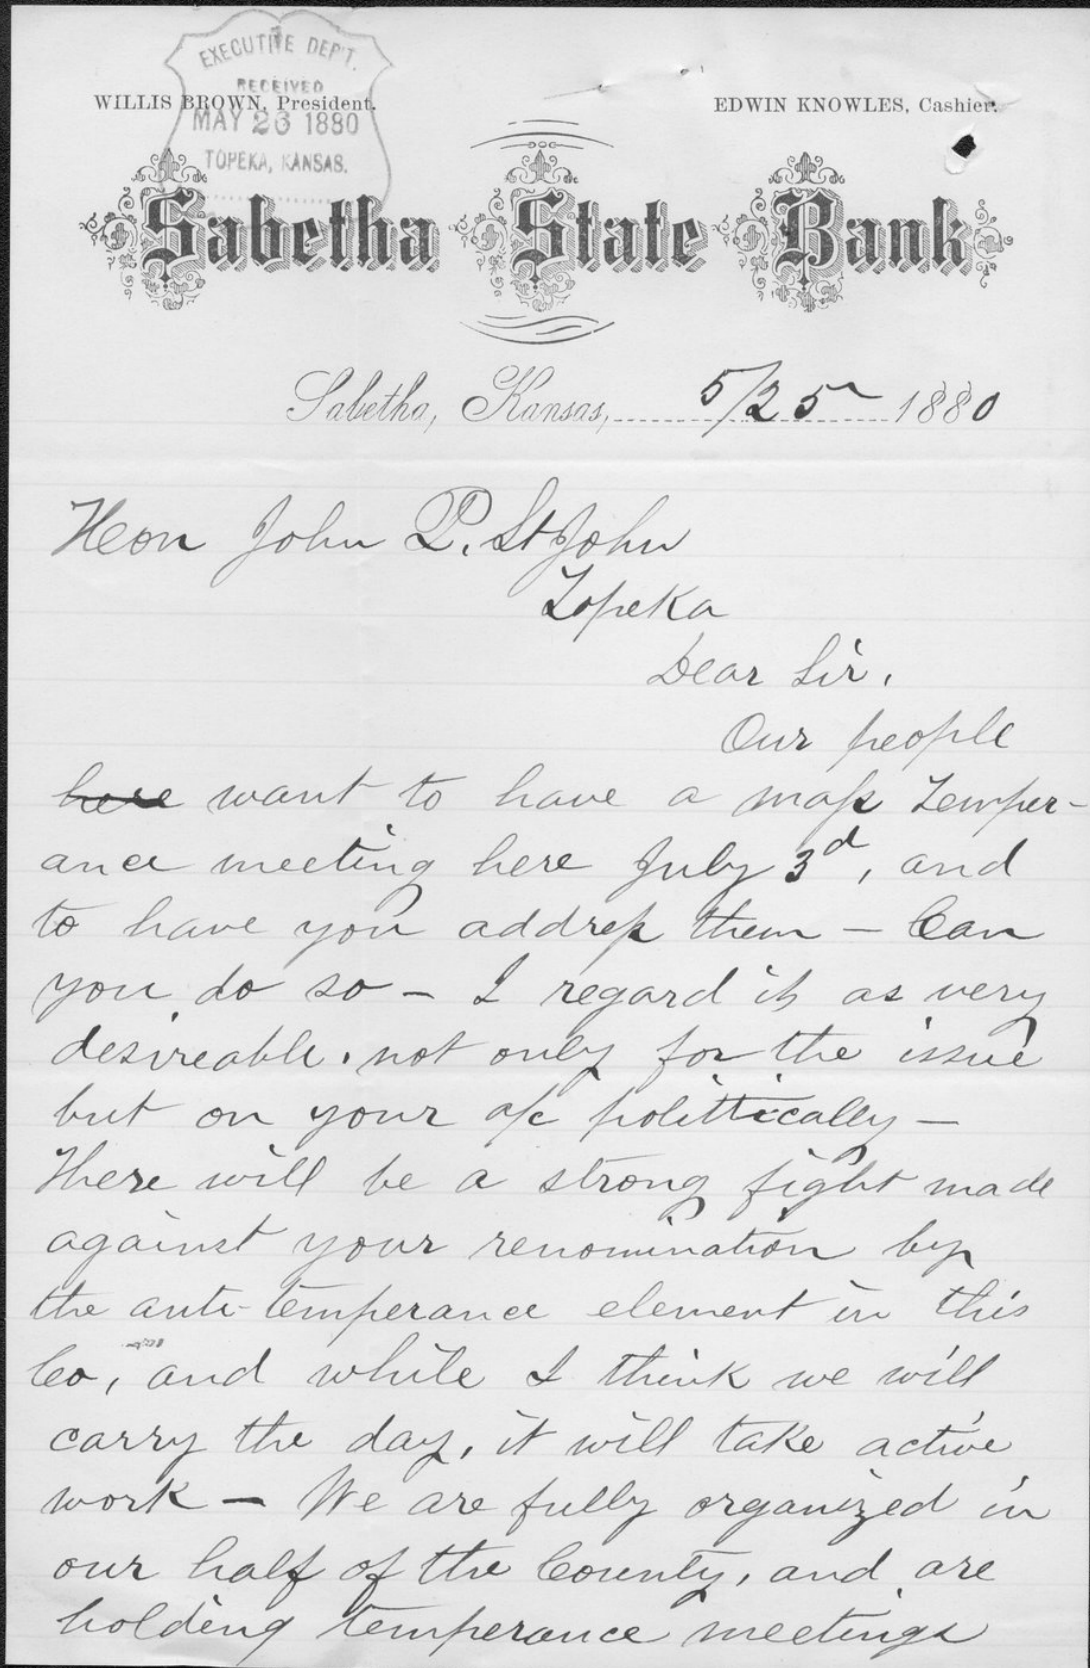 EXECUTIVE DEP'T.
RECEIVED
WILLIS BROWN, President.
EDWIN KNOWLES, Cashier.
MAY 26 1880
TOPEKA, KANSAS.
Sabetha State Bank
Sabetha, Kansas, 5/25 1880
Hon John P. St John
Topeka
Dear Sir.
Our people
here want to have a mass Temper-
ance meeting here July 3d, and
to have you address them — Can
you do so — I regard it as very
desireable. not only for the issue
but on your a/c polittically —
There will be a strong fight made
against your renomination by
the anti-temperance element in this
Co, and while I think we will
carry the day, it will take active
work — We are fully organized in
our half of the County, and are
holding temperance meetings